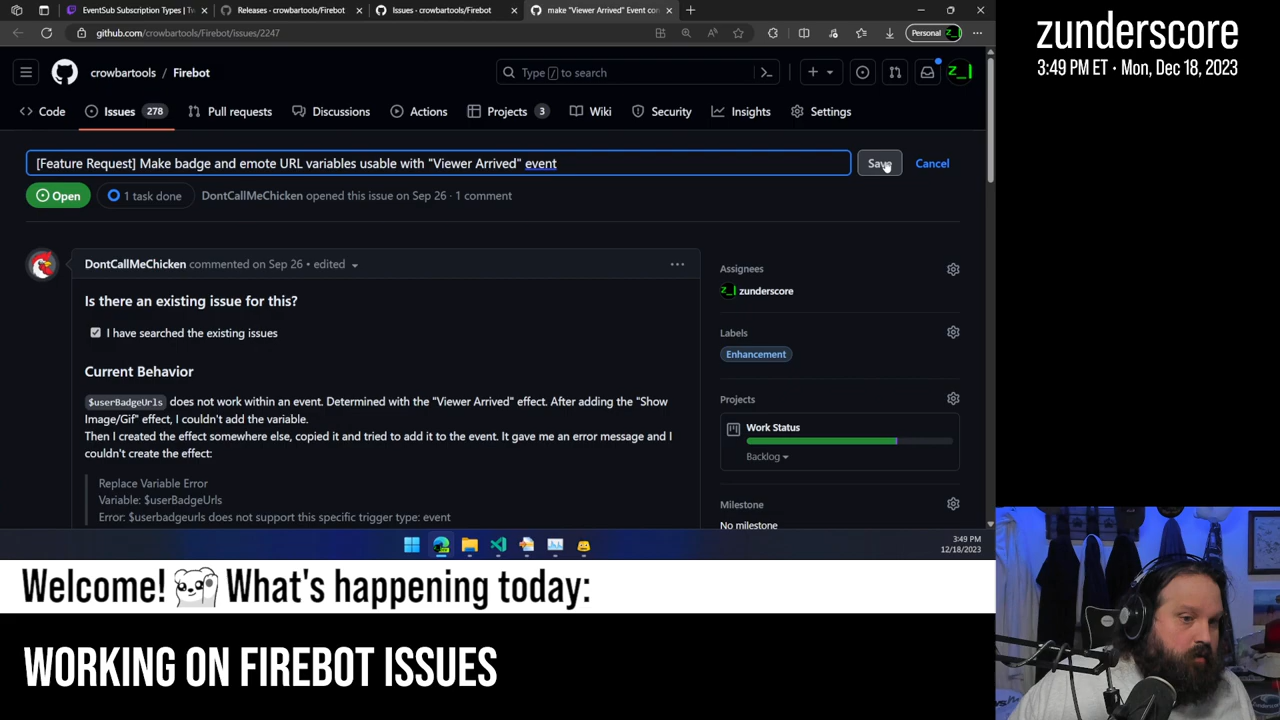 EventSub Subscription Types | Tw
Releases - crowbartools/Firebot
Issues - crowbartools/Firebot
make "Viewer Arrived" Event con
github.com/crowbartools/Firebot/issues/2247
Personal
crowbartools / Firebot
Type / to search
Code
Issues 278
Pull requests
Discussions
Actions
Projects 3
Wiki
Security
Insights
Settings
[Feature Request] Make badge and emote URL variables usable with "Viewer Arrived" event
Save
Cancel
Open
1 task done
DontCallMeChicken opened this issue on Sep 26 · 1 comment
DontCallMeChicken commented on Sep 26 • edited
Is there an existing issue for this?
I have searched the existing issues
Current Behavior
$userBadgeUrls does not work within an event. Determined with the "Viewer Arrived" effect. After adding the "Show
Image/Gif" effect, I couldn't add the variable.
Then I created the effect somewhere else, copied it and tried to add it to the event. It gave me an error message and I
couldn't create the effect:
Replace Variable Error
Variable: $userBadgeUrls
Error: $userbadgeurls does not support this specific trigger type: event
Assignees
zunderscore
Labels
Enhancement
Projects
Work Status
Backlog
Milestone
No milestone
3:49 PM
12/18/2023
zunderscore
3:49 PM ET • Mon, Dec 18, 2023
Welcome! What's happening today:
WORKING ON FIREBOT ISSUES